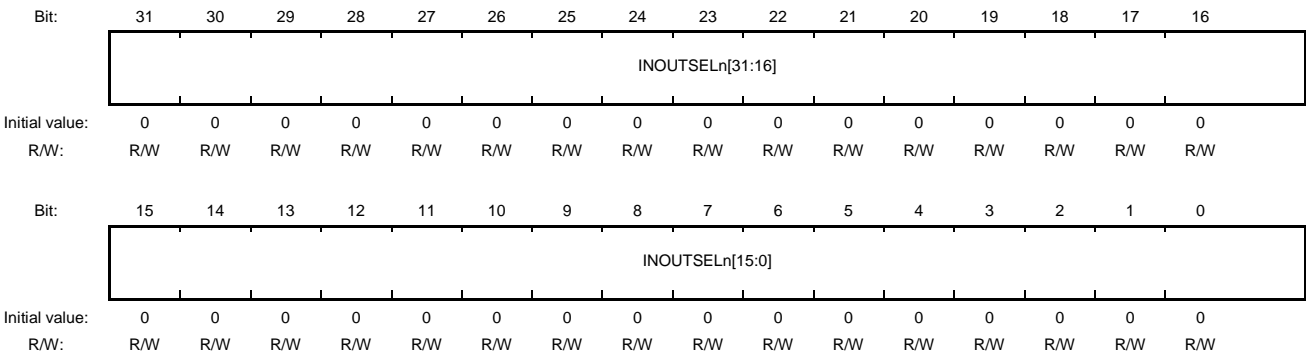 Bit: 31 30 29 28 27 26 25 24 23 22 21 20 19 18 17 16
INOUTSELn[31:16]
Initial value: 0 0 0 0 0 0 0 0 0 0 0 0 0 0 0 0
R/W: R/W R/W R/W R/W R/W R/W R/W R/W R/W R/W R/W R/W R/W R/W R/W R/W
Bit: 15 14 13 12 11 10 9 8 7 6 5 4 3 2 1 0
INOUTSELn[15:0]
Initial value: 0 0 0 0 0 0 0 0 0 0 0 0 0 0 0 0
R/W: R/W R/W R/W R/W R/W R/W R/W R/W R/W R/W R/W R/W R/W R/W R/W R/W